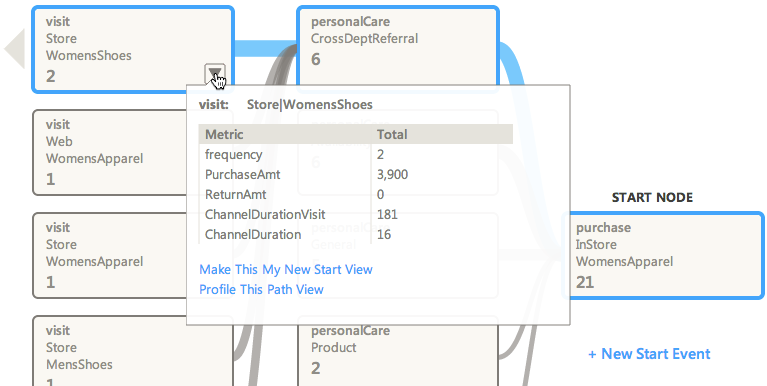 visit
Store
WomensShoes
2
personalCare
CrossDeptReferral
6
visit
Web
WomensApparel
1
visit
Store
WomensApparel
1
visit
Store
MensShoes
1
visit: Store|WomensShoes
Metric Total
frequency 2
PurchaseAmt 3,900
ReturnAmt 0
ChannelDurationVisit 181
ChannelDuration 16
Make This My New Start View
Profile This Path View
personalCare
6
personalCare
General
personalCare
Product
2
START NODE
purchase
InStore
WomensApparel
21
+ New Start Event